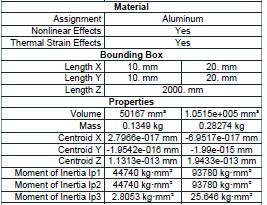 Material
Assignment Aluminum
Nonlinear Effects Yes
Thermal Strain Effects Yes
Bounding Box
Length X 10. mm 20. mm
Length Y 10. mm 20. mm
Length Z 2000. mm
Properties
Volume 50167 mm³ 1.0515e+005 mm³
Mass 0.1349 kg 0.28274 kg
Centroid X 2.7966e-017 mm -6.9517e-017 mm
Centroid Y -1.9542e-016 mm -1.99e-015 mm
Centroid Z 1.1313e-013 mm 1.9433e-013 mm
Moment of Inertia Ip1 44740 kg·mm² 93780 kg·mm²
Moment of Inertia Ip2 44740 kg·mm² 93780 kg·mm²
Moment of Inertia Ip3 2.8053 kg·mm² 25.646 kg·mm²